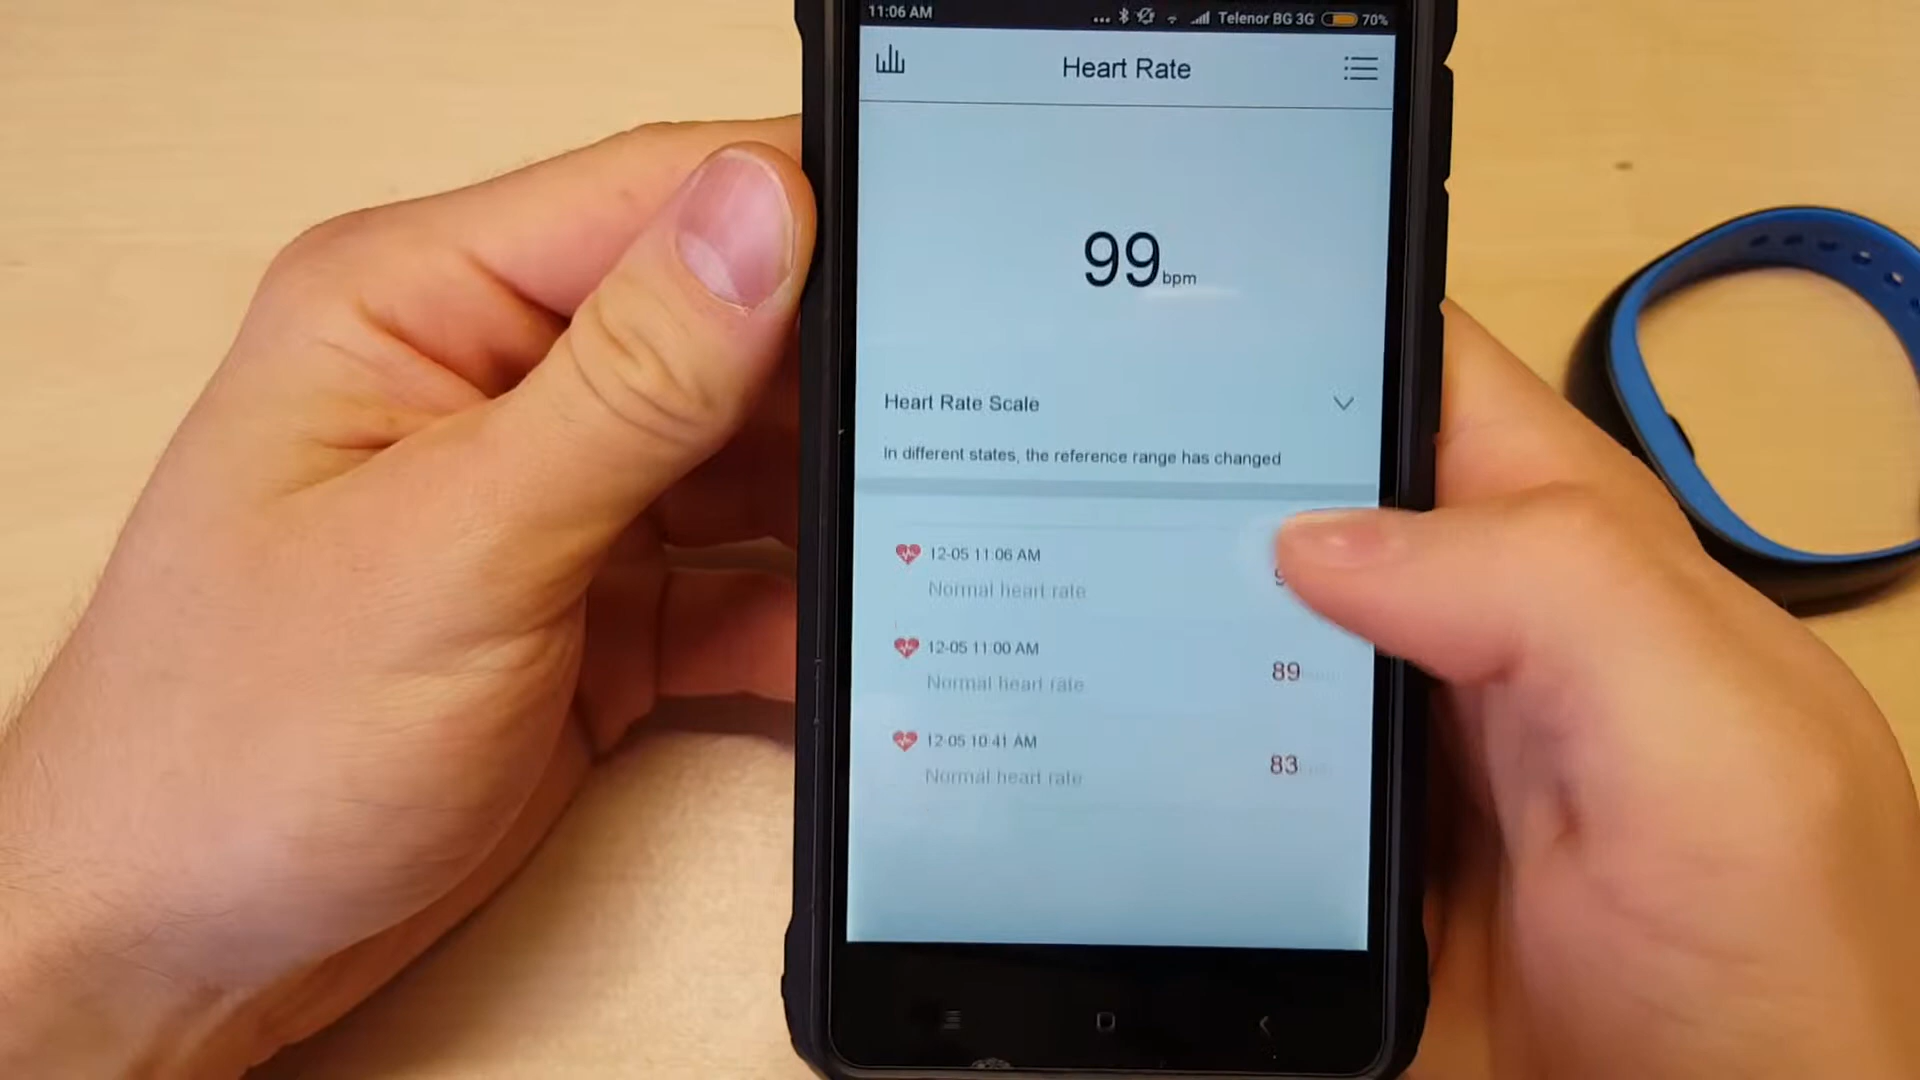 11:06 AM ... Telenor BG 3G 70%
Heart Rate
99 bpm
Heart Rate Scale
In different states, the reference range has changed
12-05 11:06 AM
Normal heart rate
12-05 11:00 AM
Normal heart rate
89
12-05 10:41 AM
Normal heart rate
83